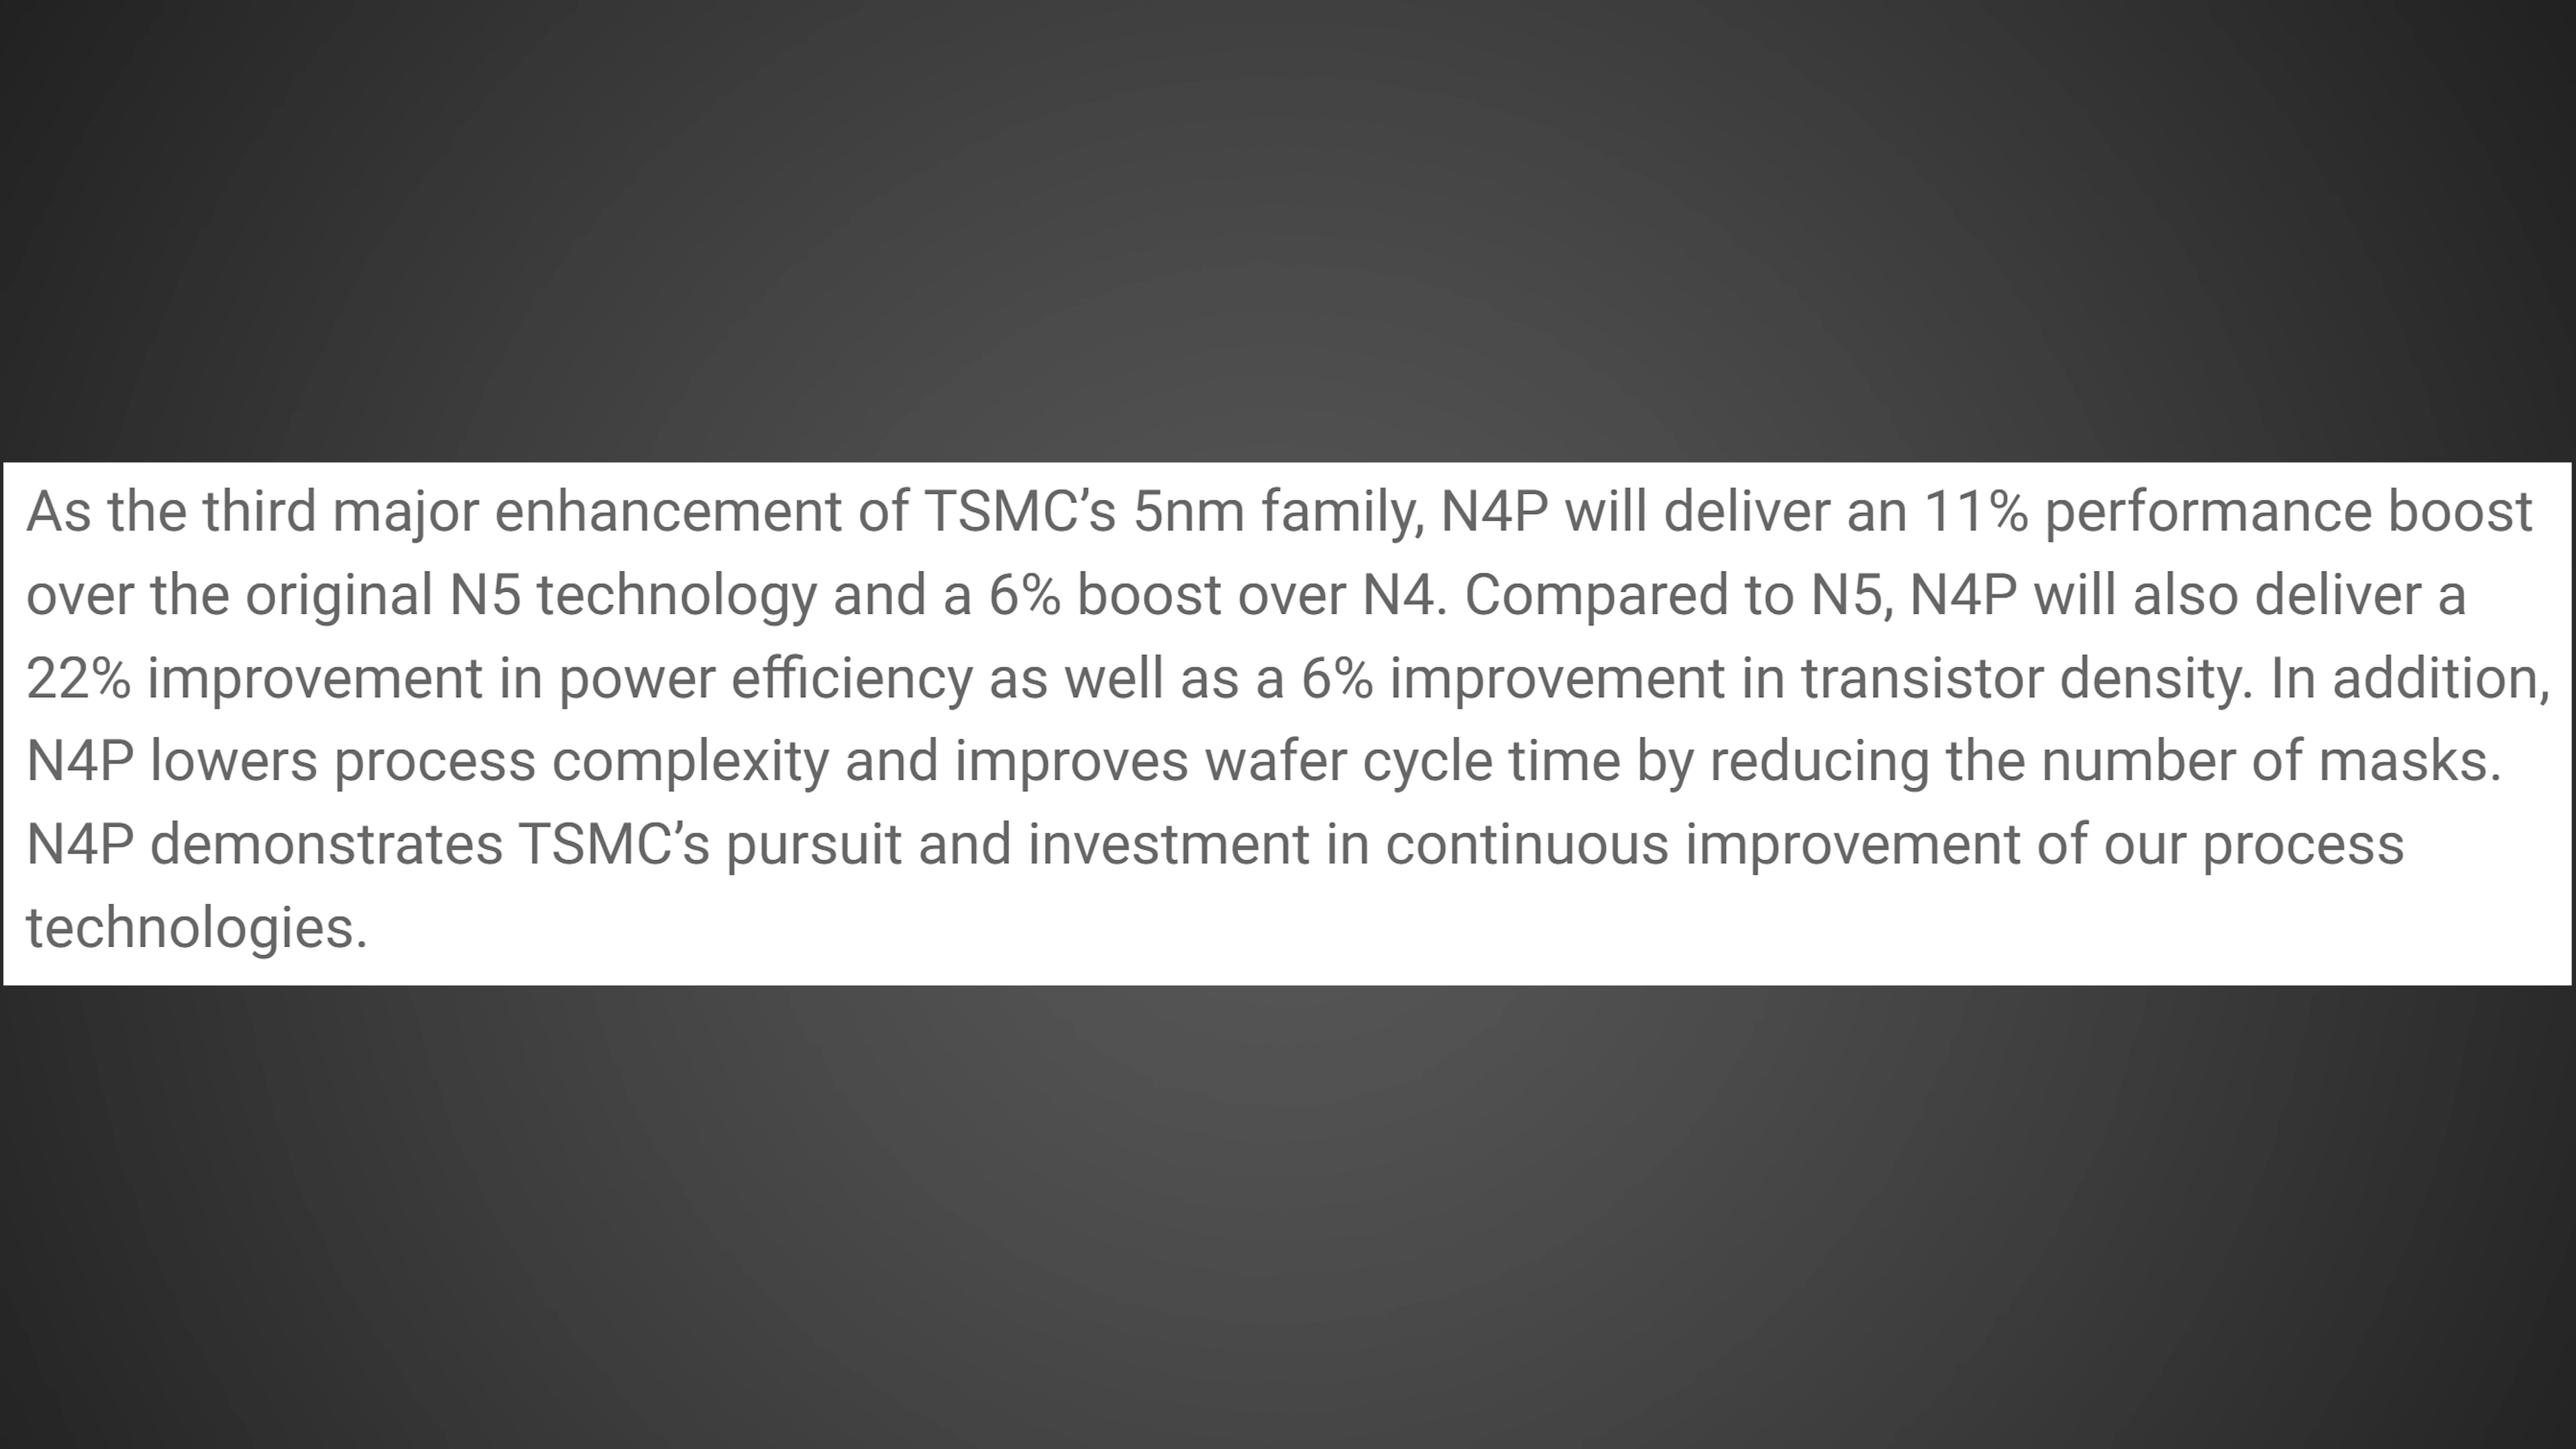 As the third major enhancement of TSMC’s 5nm family, N4P will deliver an 11% performance boost
over the original N5 technology and a 6% boost over N4. Compared to N5, N4P will also deliver a
22% improvement in power efficiency as well as a 6% improvement in transistor density. In addition,
N4P lowers process complexity and improves wafer cycle time by reducing the number of masks.
N4P demonstrates TSMC’s pursuit and investment in continuous improvement of our process
technologies.